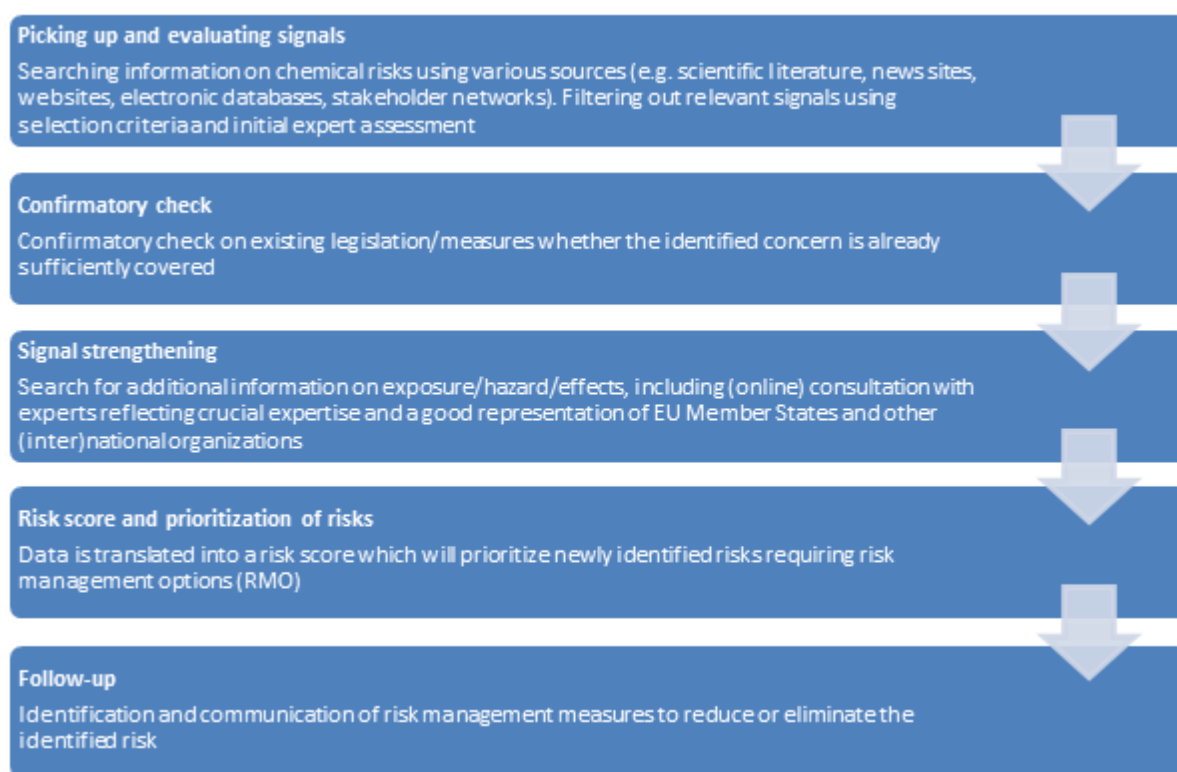 Picking up and evaluating signals
Searching information on chemical risks using various sources (e.g. scientific literature, news sites,
websites, electronic databases, stakeholder networks). Filtering out relevant signals using
selection criteria and initial expert assessment
Confirmatory check
Confirmatory check on existing legislation/measures whether the identified concern is already
sufficiently covered
Signal strengthening
Search for additional information on exposure/hazard/effects, including (online) consultation with
experts reflecting crucial expertise and a good representation of EU Member States and other
(inter)national organizations
Risk score and prioritization of risks
Data is translated into a risk score which will prioritize newly identified risks requiring risk
management options (RMO)
Follow-up
Identification and communication of risk management measures to reduce or eliminate the
identified risk